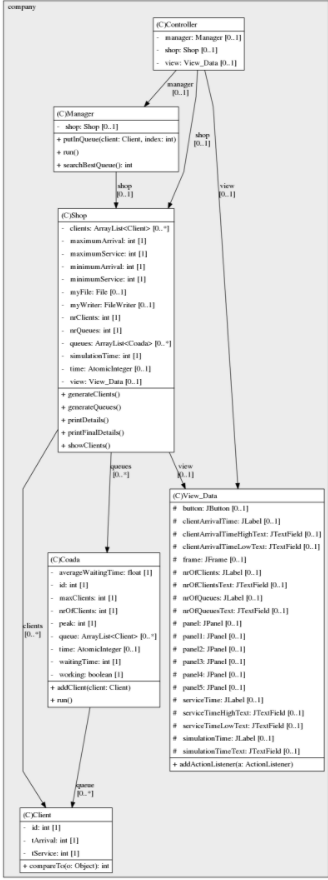 company
(C)Controller
- manager: Manager [0..1]
- shop: Shop [0..1]
- view: View_Data [0..1]
manager
[0..1]
(C)Manager
- shop: Shop [0..1]
+ putInQueue(client: Client, index: int)
+ run()
+ searchBestQueue(): int
shop
[0..1]
view
[0..1]
shop
[0..1]
(C)Shop
- clients: ArrayList<Client> [0..*]
- maximumArrival: int [1]
- maximumService: int [1]
- minimumArrival: int [1]
- minimumService: int [1]
- myFile: File [0..1]
- myWriter: FileWriter [0..1]
- nrClients: int [1]
- nrQueues: int [1]
- queues: ArrayList<Coada> [0..*]
- simulationTime: int [1]
- time: AtomicInteger [0..1]
- view: View_Data [0..1]
+ generateClients()
+ generateQueues()
+ printDetails()
+ printFinalDetails()
+ showClients()
queues
[0..*]
view
[0..1]
(C)View_Data
# button: JButton [0..1]
# clientArrivalTime: JLabel [0..1]
# clientArrivalTimeHighText: JTextField [0..1]
# clientArrivalTimeLowText: JTextField [0..1]
# frame: JFrame [0..1]
# nrOfClients: JLabel [0..1]
# nrOfClientsText: JTextField [0..1]
# nrOfQueues: JLabel [0..1]
# nrOfQueuesText: JTextField [0..1]
# panel: JPanel [0..1]
# panel1: JPanel [0..1]
# panel2: JPanel [0..1]
# panel3: JPanel [0..1]
# panel4: JPanel [0..1]
# panel5: JPanel [0..1]
# serviceTime: JLabel [0..1]
# serviceTimeHighText: JTextField [0..1]
# serviceTimeLowText: JTextField [0..1]
# simulationTime: JLabel [0..1]
# simulationTimeText: JTextField [0..1]
+ addActionListener(a: ActionListener)
(C)Coada
- averageWaitingTime: float [1]
- id: int [1]
- maxClients: int [1]
- nrOfClients: int [1]
- peak: int [1]
- queue: ArrayList<Client> [0..*]
- time: AtomicInteger [0..1]
- waitingTime: int [1]
- working: boolean [1]
+ addClient(client: Client)
+ run()
clients
[0..*]
queue
[0..*]
(C)Client
- id: int [1]
- tArrival: int [1]
- tService: int [1]
+ compareTo(o: Object): int